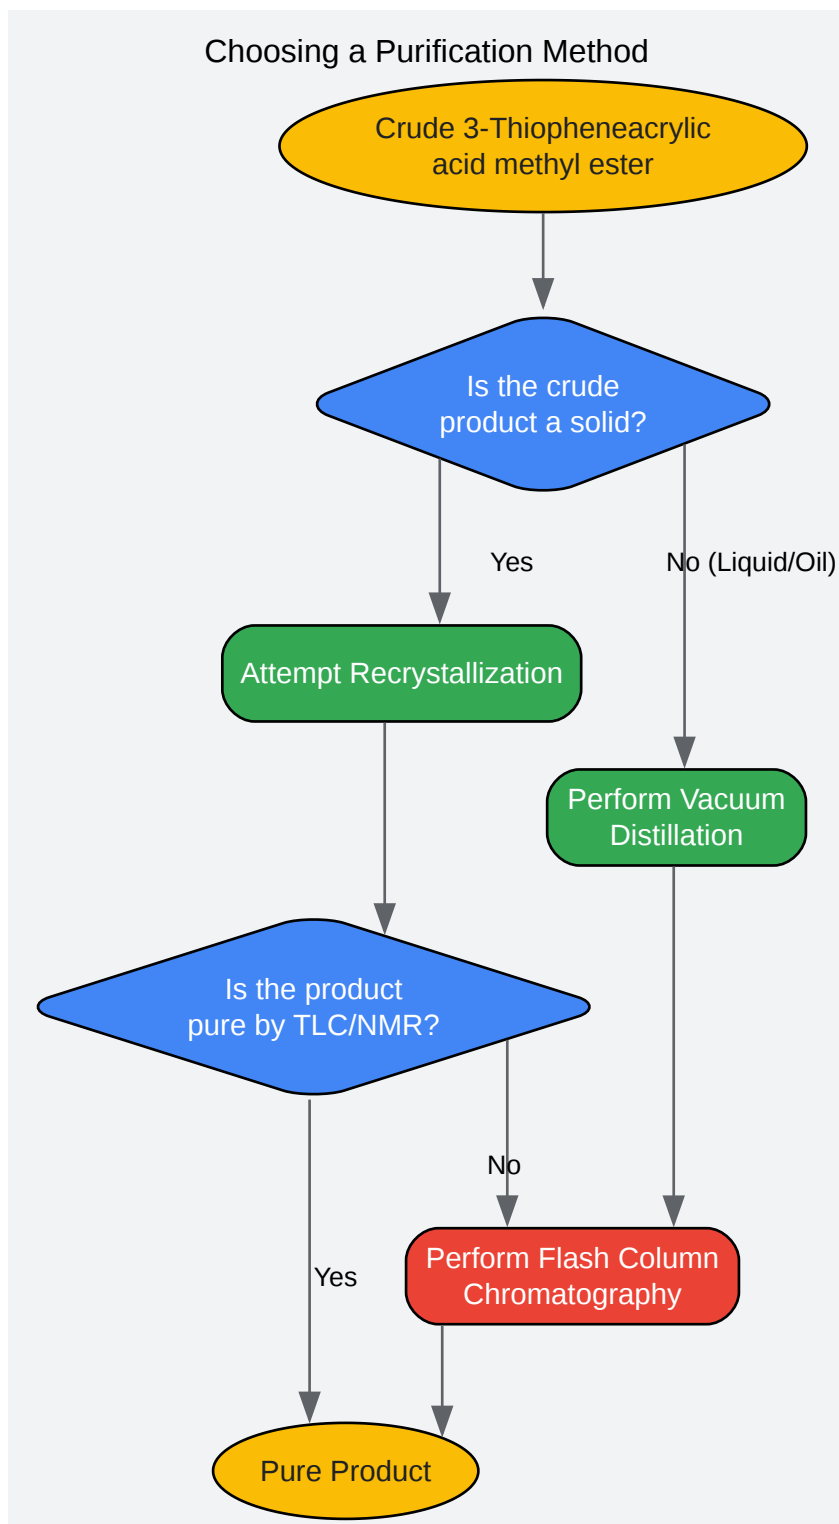 Choosing a Purification Method
Crude 3-Thiopheneacrylic
acid methyl ester
Is the crude
product a solid?
Yes
No (Liquid/Oil)
Attempt Recrystallization
Perform Vacuum
Distillation
Is the product
pure by TLC/NMR?
No
Perform Flash Column
Chromatography
Yes
Pure Product